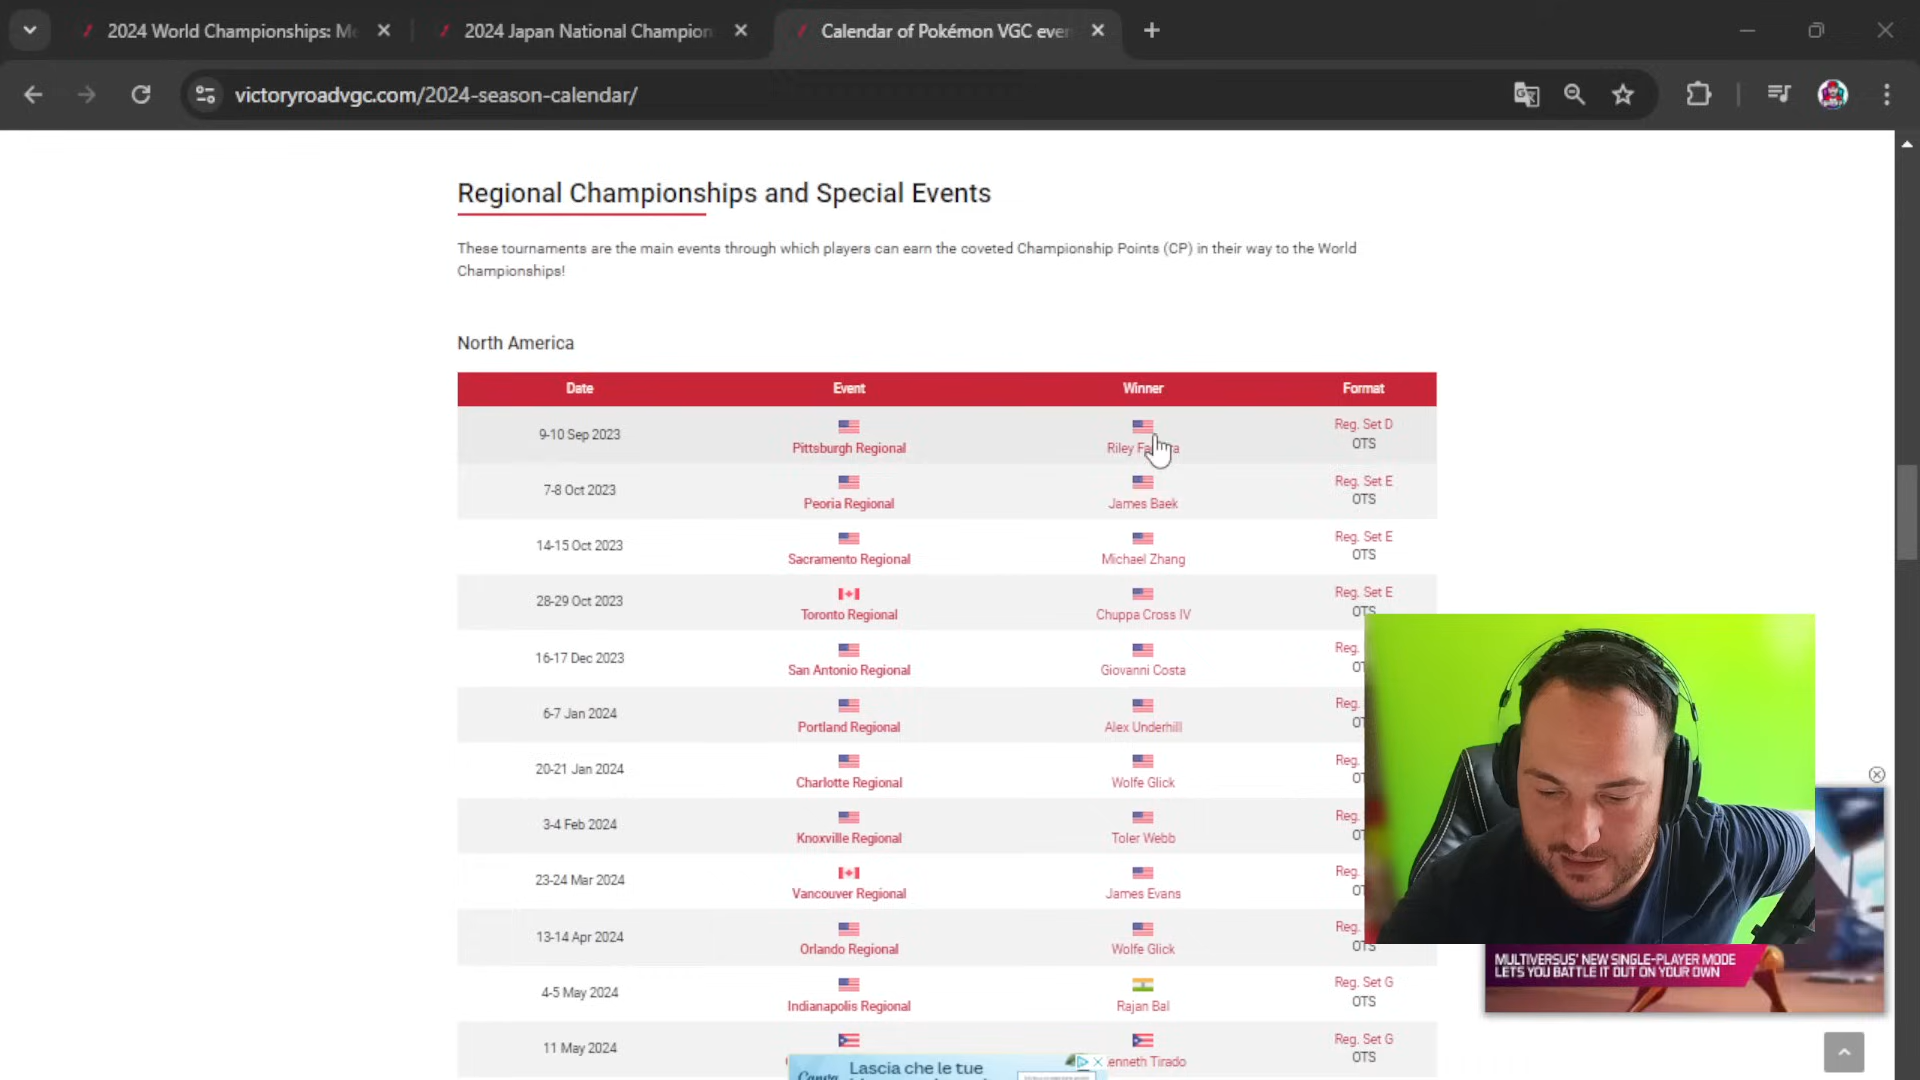 2024 World Championships: Me
2024 Japan National Champion
Calendar of Pokémon VGC ever
victoryroadvgc.com/2024-season-calendar/
Regional Championships and Special Events
These tournaments are the main events through which players can earn the coveted Championship Points (CP) in their way to the World
Championships!
North America
Date Event Winner Format
9-10 Sep 2023 Pittsburgh Regional Riley Reg. Set D OTS
7-8 Oct 2023 Peoria Regional James Baek Reg. Set E OTS
14-15 Oct 2023 Sacramento Regional Michael Zhang Reg. Set E OTS
28-29 Oct 2023 Toronto Regional Chuppa Cross IV Reg. Set E OTS
16-17 Dec 2023 San Antonio Regional Giovanni Costa Reg.
6-7 Jan 2024 Portland Regional Alex Underhill Reg.
20-21 Jan 2024 Charlotte Regional Wolfe Glick Reg.
3-4 Feb 2024 Knoxville Regional Toler Webb Reg.
23-24 Mar 2024 Vancouver Regional James Evans Reg.
13-14 Apr 2024 Orlando Regional Wolfe Glick Reg.
4-5 May 2024 Indianapolis Regional Rajan Bal Reg. Set G OTS
11 May 2024 enneth Tirado Reg. Set G OTS
MULTIVERSUS' NEW SINGLE-PLAYER MODE
LETS YOU BATTLE IT OUT ON YOUR OWN
Lascia che le tue
Canva